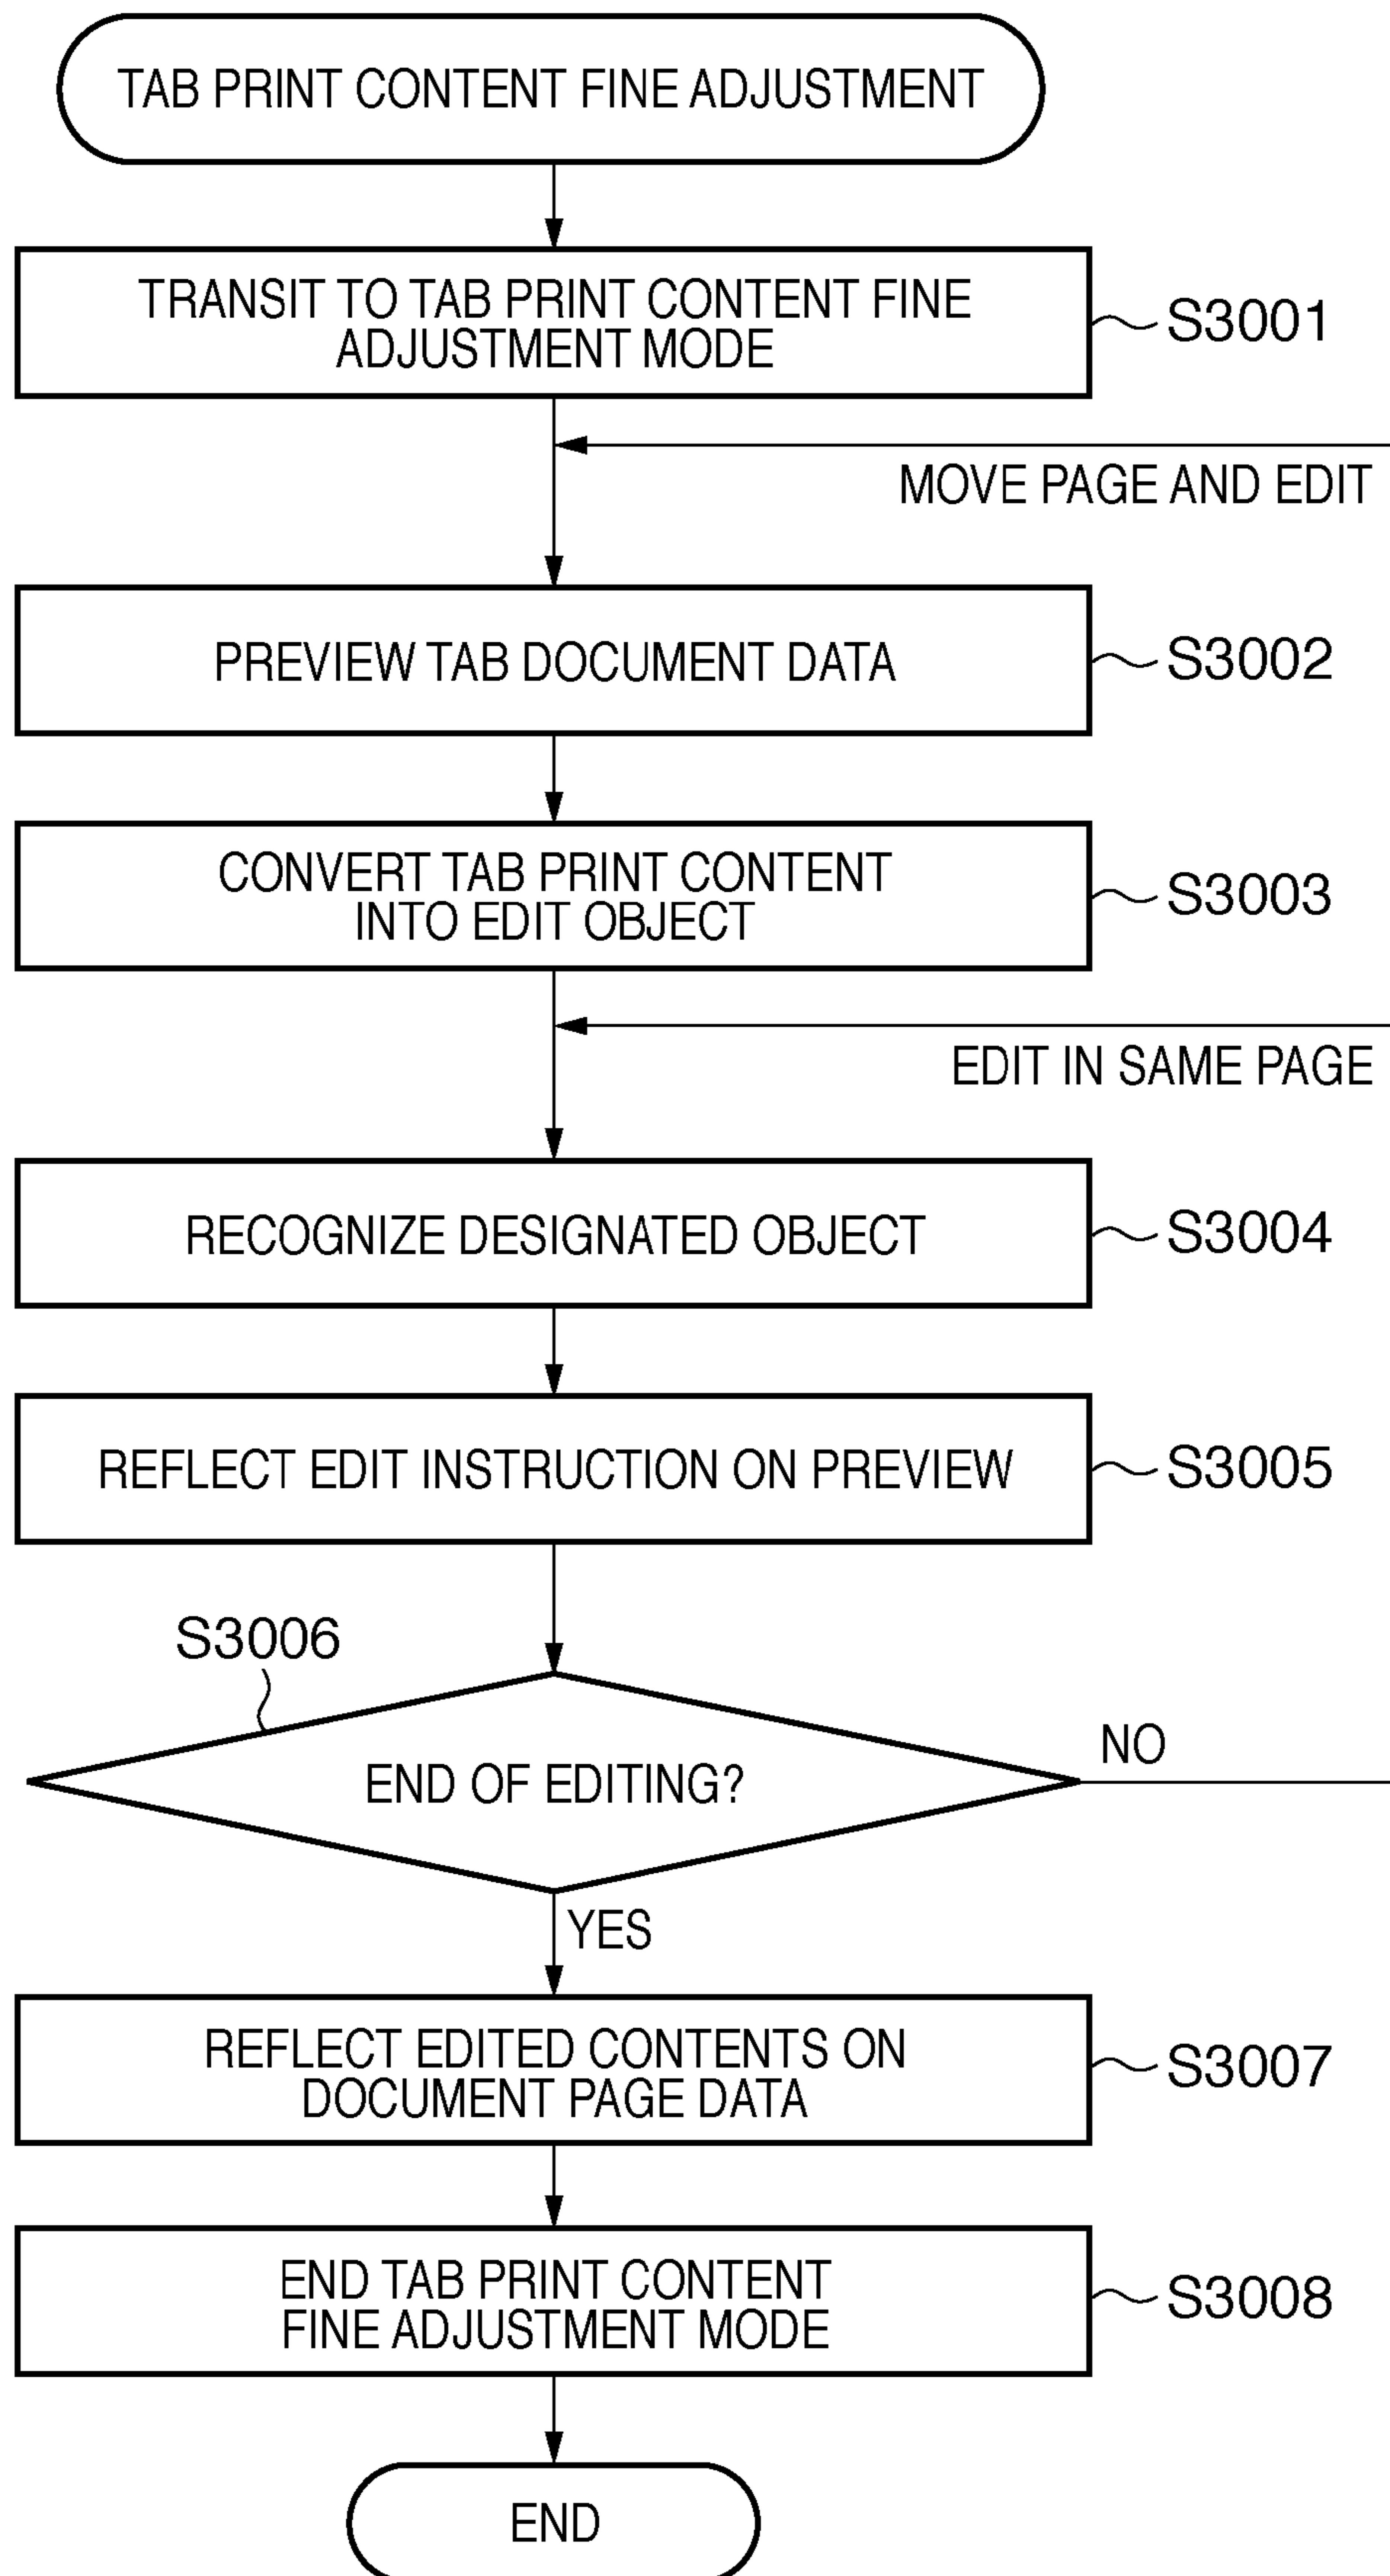 TAB PRINT CONTENT FINE ADJUSTMENT
TRANSIT TO TAB PRINT CONTENT FINE
ADJUSTMENT MODE
S3001
MOVE PAGE AND EDIT
PREVIEW TAB DOCUMENT DATA
S3002
CONVERT TAB PRINT CONTENT
INTO EDIT OBJECT
S3003
EDIT IN SAME PAGE
RECOGNIZE DESIGNATED OBJECT
S3004
REFLECT EDIT INSTRUCTION ON PREVIEW
S3005
S3006
END OF EDITING?
NO
YES
REFLECT EDITED CONTENTS ON
DOCUMENT PAGE DATA
S3007
END TAB PRINT CONTENT
FINE ADJUSTMENT MODE
S3008
END